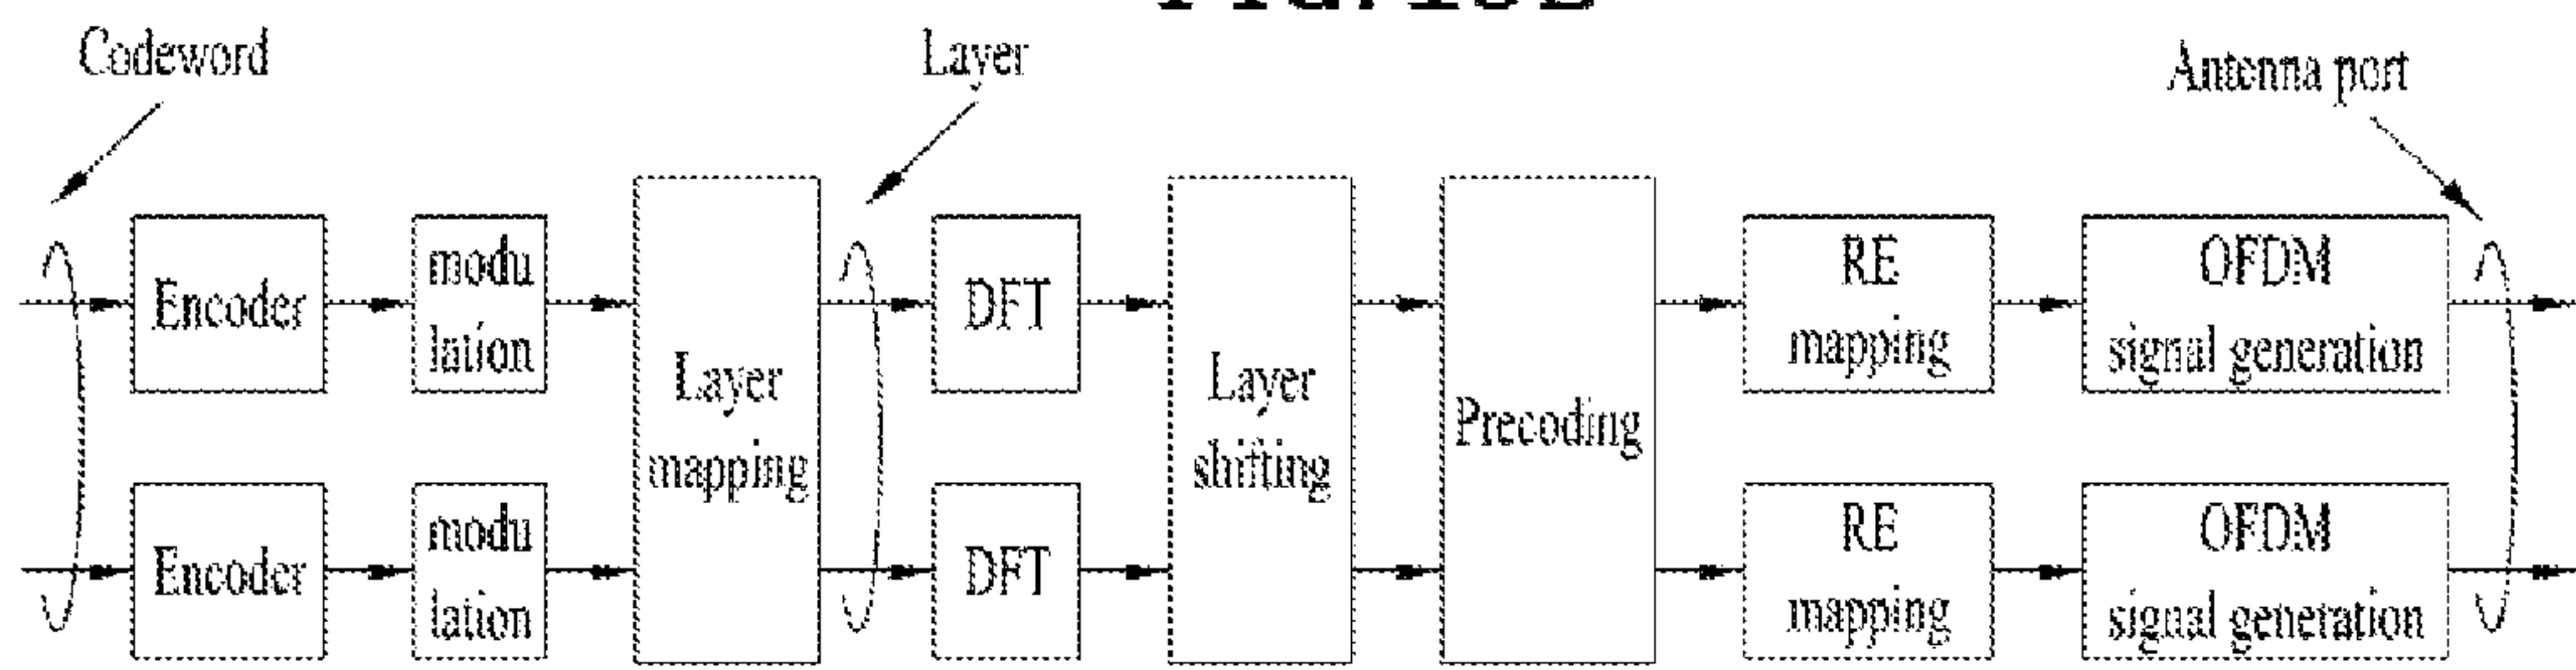 Codeword
Layer
Antenna port
Encoder
modu
lation
Layer
mapping
DFT
Layer
shifting
Precoding
RE
mapping
OFDM
signal generation
Encoder
modu
lation
DFT
RE
mapping
OFDM
signal generation